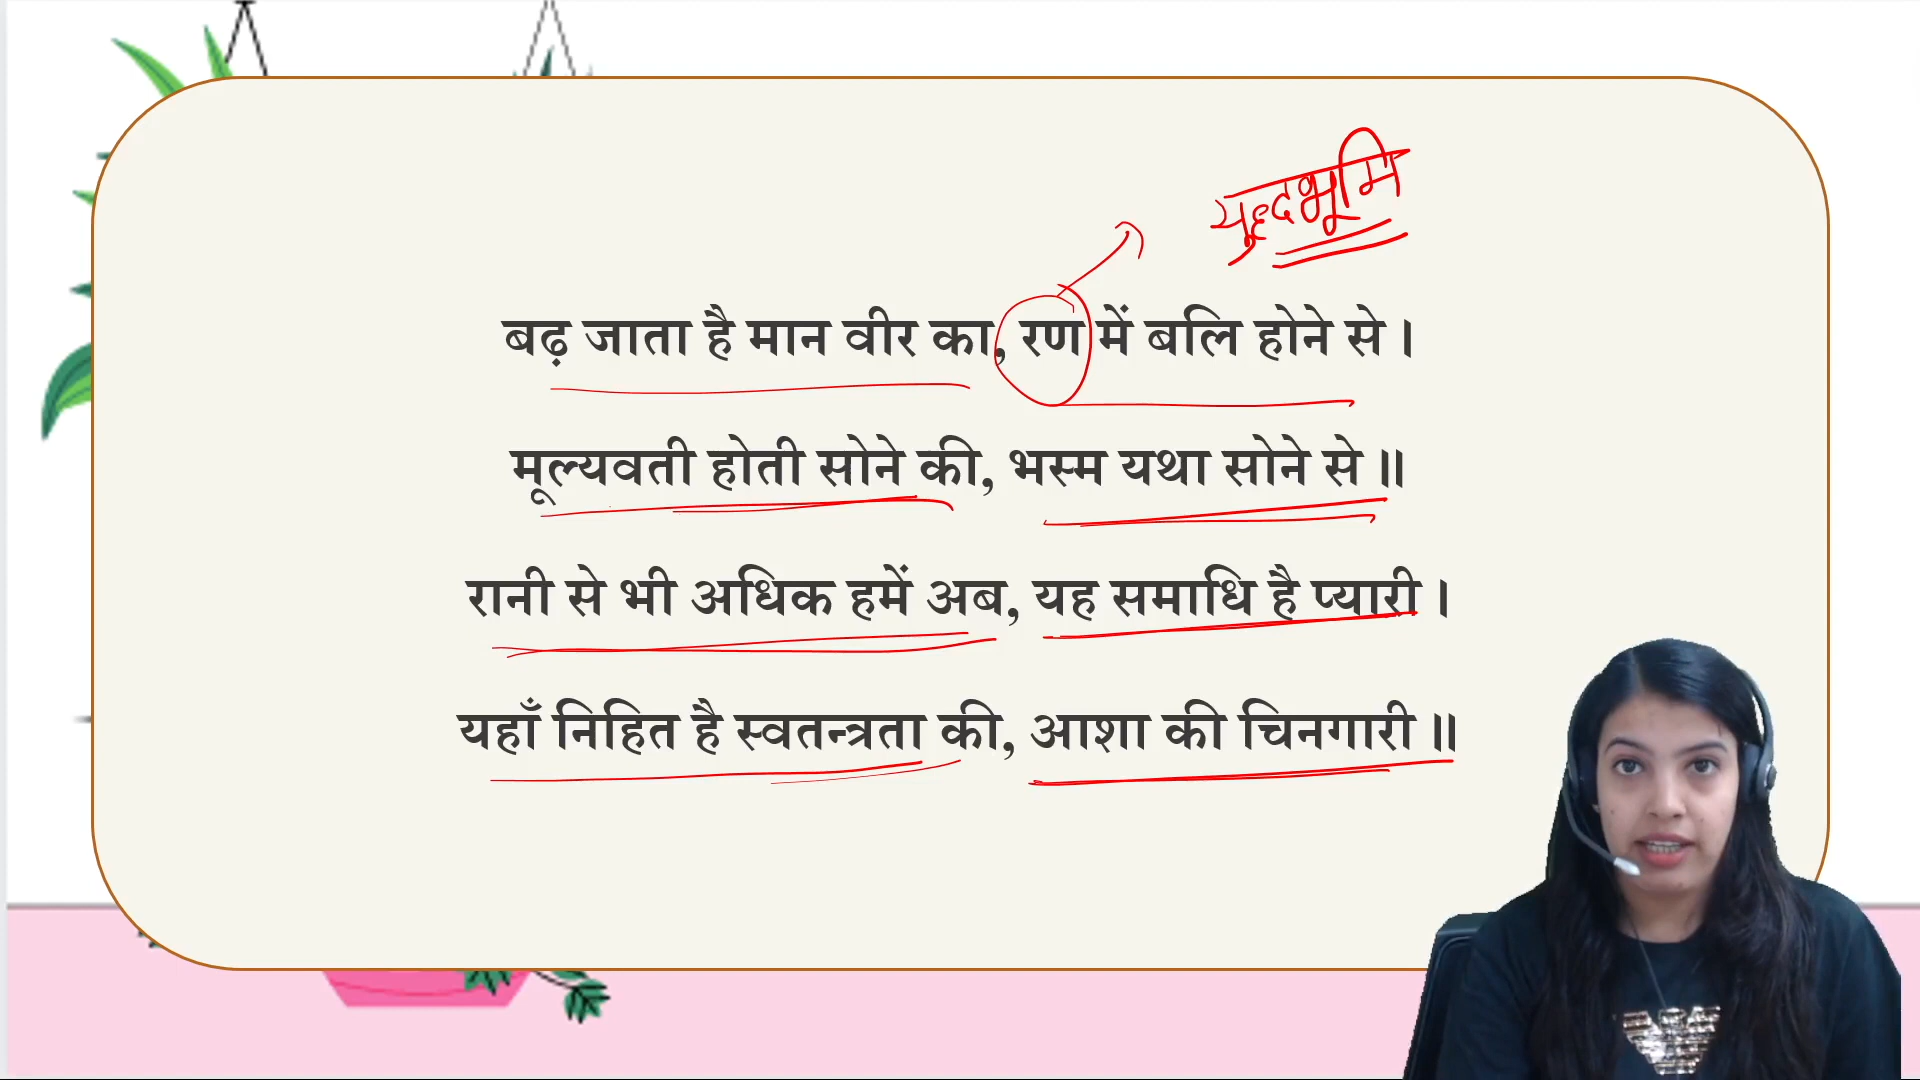 युद्धभूमि
बढ़ जाता है मान वीर का, रण में बलि होने से।
मूल्यवती होती सोने की, भस्म यथा सोने से॥
रानी से भी अधिक हमें अब, यह समाधि है प्यारी।
यहाँ निहित है स्वतन्त्रता की, आशा की चिनगारी॥